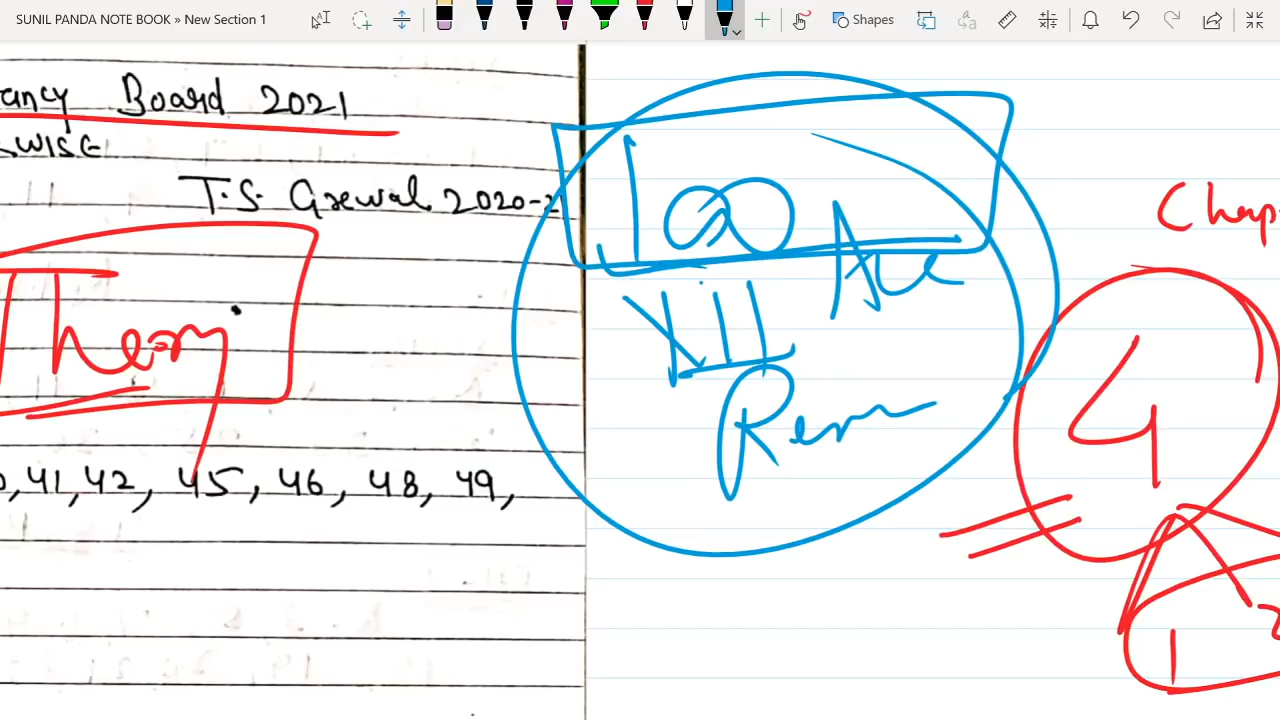 SUNIL PANDA NOTE BOOK » New Section 1
Shapes
ancy Board 2021
WISE
T.S. Grewal 2020-2
Theory
41, 42, 45, 46, 48, 49,
100
Acc
XII
Rem
Chap
4
1
2